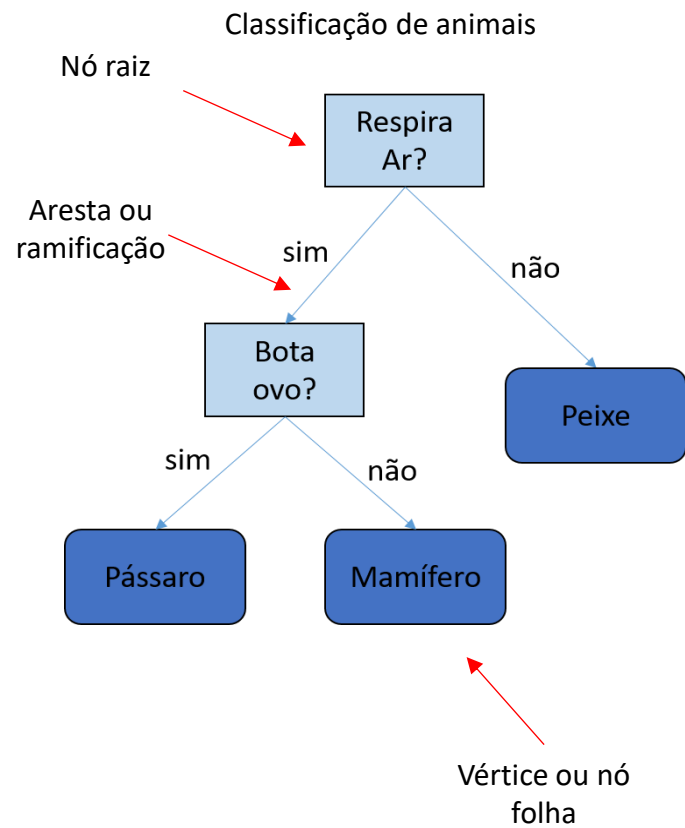 Classificação de animais
Nó raiz
Respira
Ar?
Aresta ou
ramificação
sim
não
Bota
ovo?
Peixe
sim
não
Pássaro
Mamífero
Vértice ou nó
folha